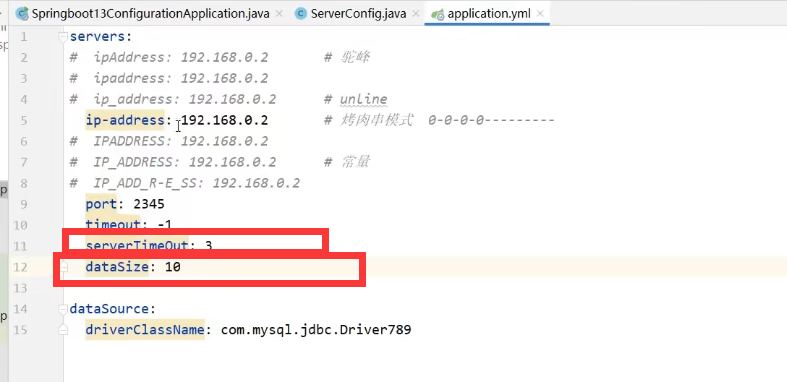 Springboot13ConfigurationApplication.java × ServerConfig.java × application.yml ×
1 servers:
2 # ipAddress: 192.168.0.2 # 驼峰
3 # ipaddress: 192.168.0.2
4 # ip_address: 192.168.0.2 # unline
5 ip-address: 192.168.0.2 # 烤肉串模式 0-0-0-0---------
6 # IPADDRESS: 192.168.0.2
7 # IP_ADDRESS: 192.168.0.2 # 常量
8 # IP_ADD_R-E_SS: 192.168.0.2
9 port: 2345
10 timeout: -1
11 serverTimeOut: 3
12 dataSize: 10
13
14 dataSource:
15 driverClassName: com.mysql.jdbc.Driver789